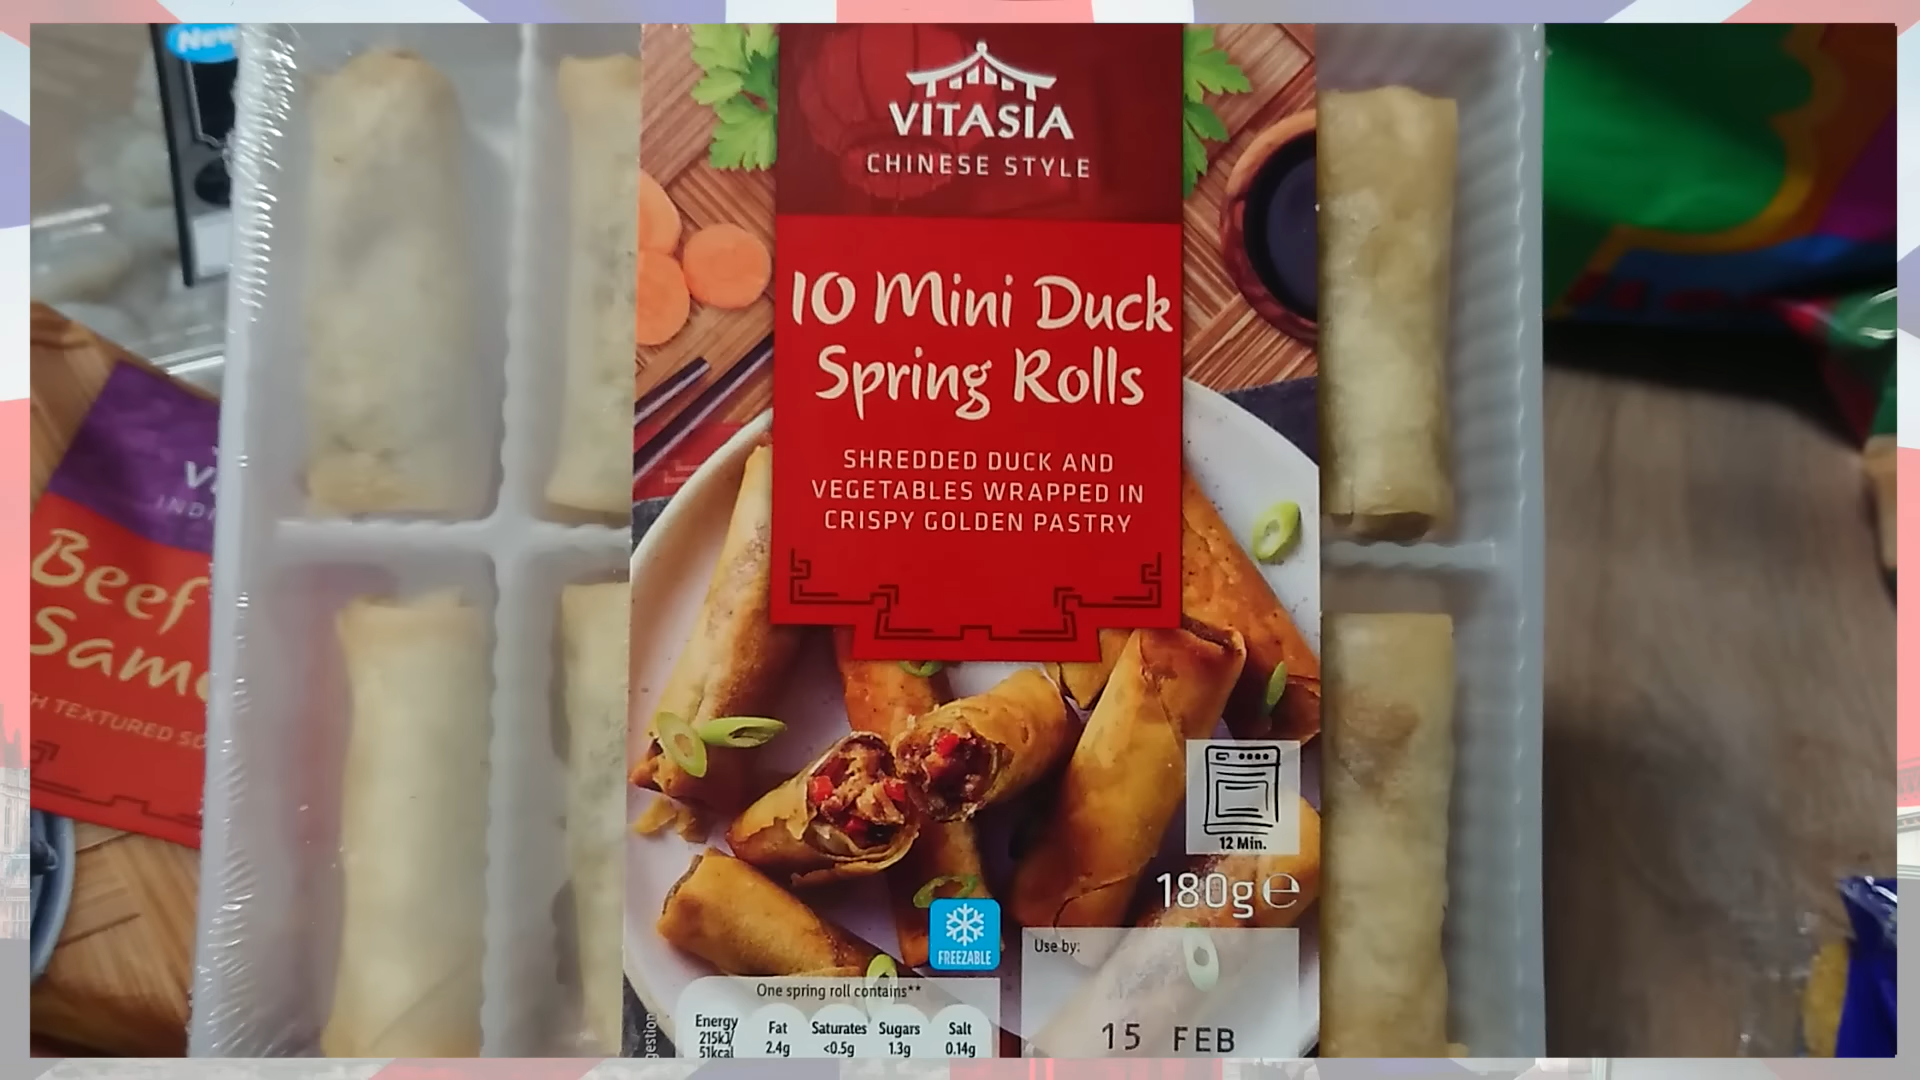 New
VITASIA
CHINESE STYLE
10 Mini Duck
Spring Rolls
SHREDDED DUCK AND
VEGETABLES WRAPPED IN
CRISPY GOLDEN PASTRY
12 Min.
180g℮
FREEZABLE
Use by:
15 FEB
One spring roll contains**
Energy Fat Saturates Sugars Salt
215kJ/ 2.4g <0.5g 1.3g 0.14g
51kcal
Beef
TEXTURED